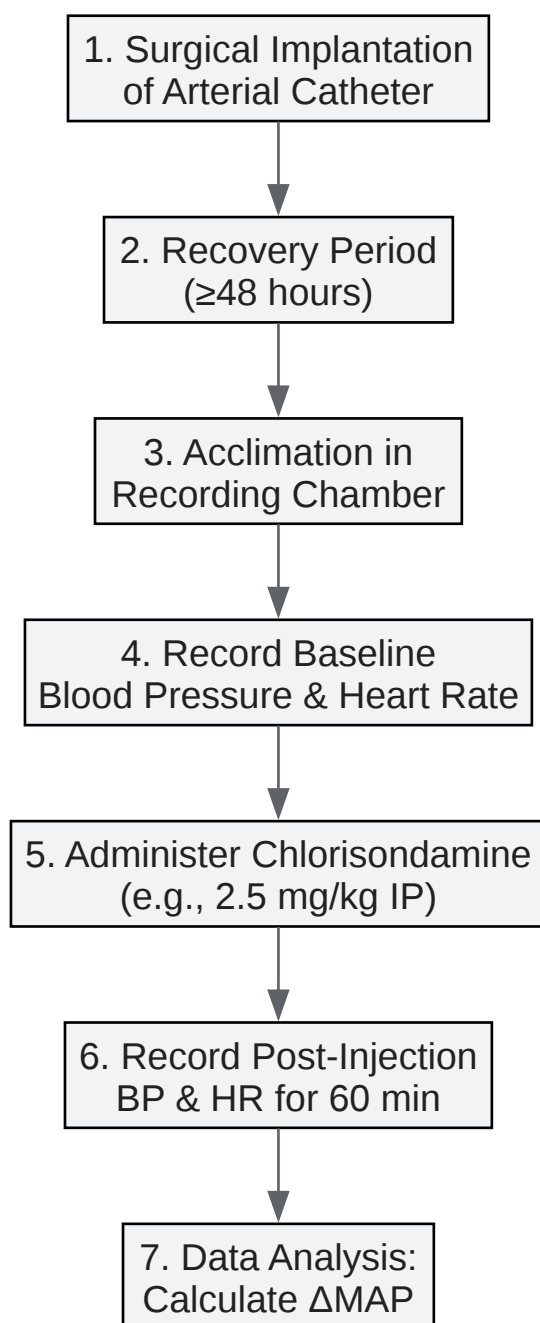 1. Surgical Implantation
of Arterial Catheter
2. Recovery Period
(≥48 hours)
3. Acclimation in
Recording Chamber
4. Record Baseline
Blood Pressure & Heart Rate
5. Administer Chlorisondamine
(e.g., 2.5 mg/kg IP)
6. Record Post-Injection
BP & HR for 60 min
7. Data Analysis:
Calculate ΔMAP